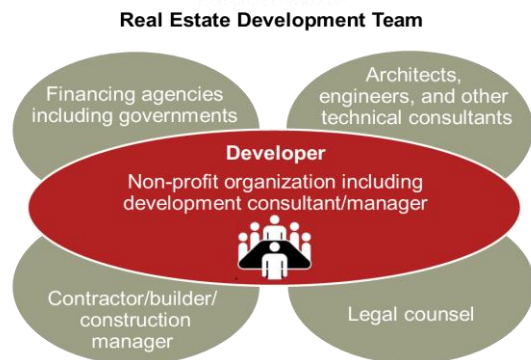 Real Estate Development Team
Financing agencies
including governments
Architects,
engineers, and other
technical consultants
Developer
Non-profit organization including
development consultant/manager
Contractor/builder/
construction
manager
Legal counsel